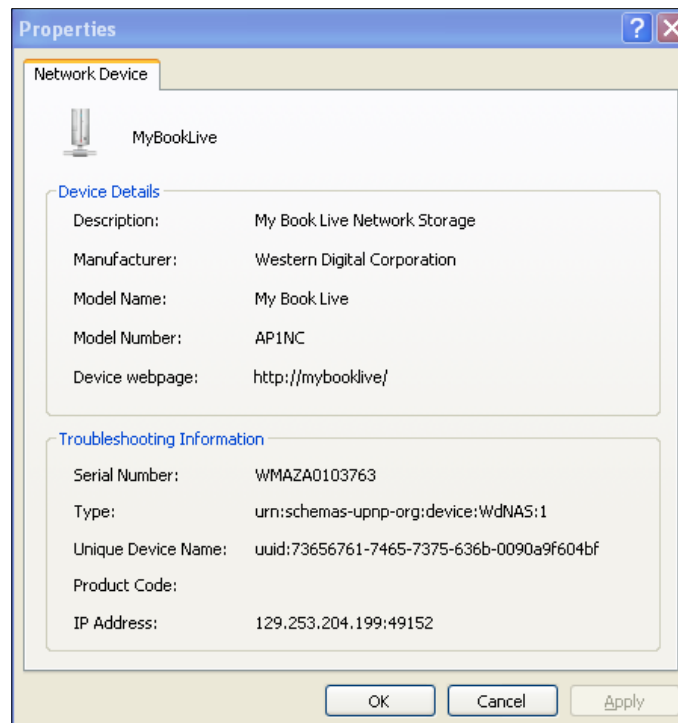 Properties
Network Device
MyBookLive
Device Details
Description: My Book Live Network Storage
Manufacturer: Western Digital Corporation
Model Name: My Book Live
Model Number: AP1NC
Device webpage: http://mybooklive/
Troubleshooting Information
Serial Number: WMAZA0103763
Type: urn:schemas-upnp-org:device:WdNAS:1
Unique Device Name: uuid:73656761-7465-7375-636b-0090a9f604bf
Product Code:
IP Address: 129.253.204.199:49152
OK Cancel Apply